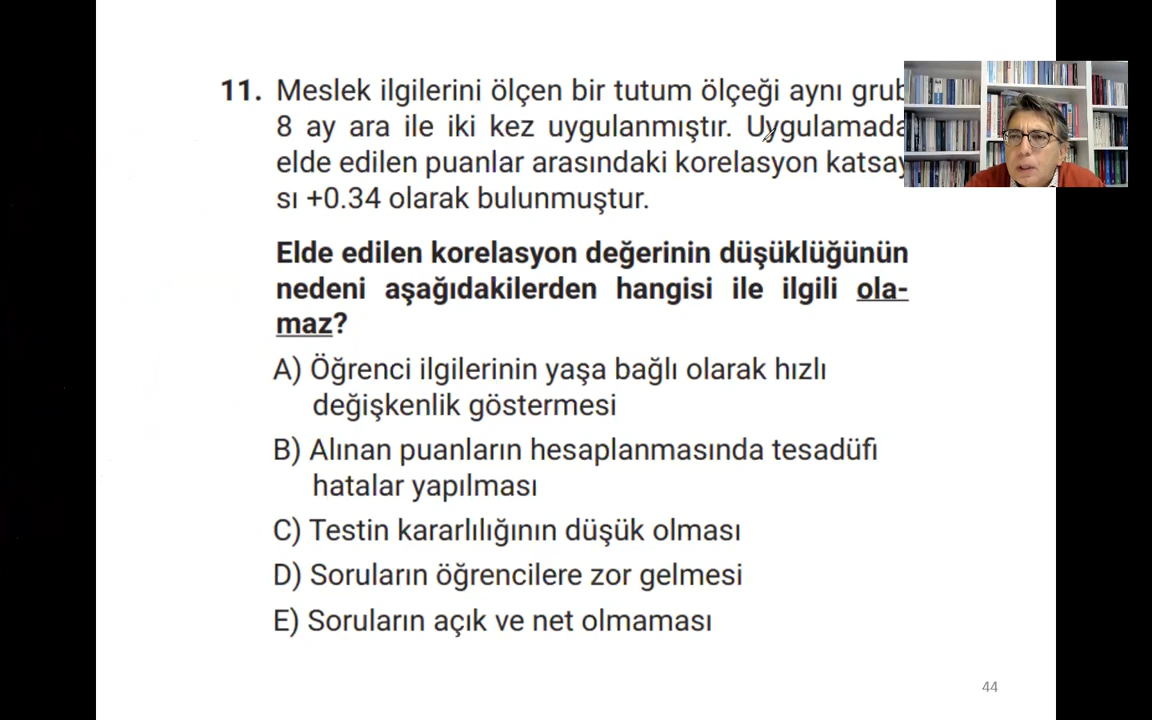 11. Meslek ilgilerini ölçen bir tutum ölçeği aynı grub
8 ay ara ile iki kez uygulanmıştır. Uygulamada
elde edilen puanlar arasındaki korelasyon katsay
sı +0.34 olarak bulunmuştur.
Elde edilen korelasyon değerinin düşüklüğünün
nedeni aşağıdakilerden hangisi ile ilgili ola-
maz?
A) Öğrenci ilgilerinin yaşa bağlı olarak hızlı
değişkenlik göstermesi
B) Alınan puanların hesaplanmasında tesadüfi
hatalar yapılması
C) Testin kararlılığının düşük olması
D) Soruların öğrencilere zor gelmesi
E) Soruların açık ve net olmaması
44